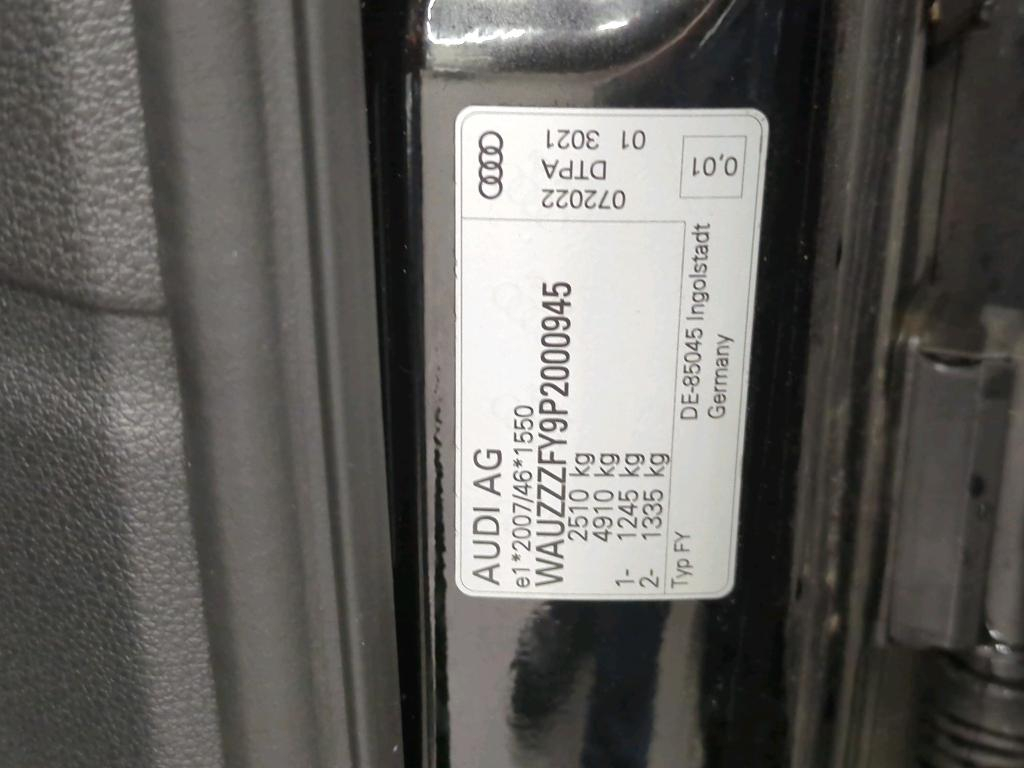 AUDI AG
e1*2007/46*1550
WAUZZZFY9P2000945
2510 kg
4910 kg
1- 1245 kg
2- 1335 kg
Typ FY
DE-85045 Ingolstadt
Germany
072022
DTPA
3021
01
0,01